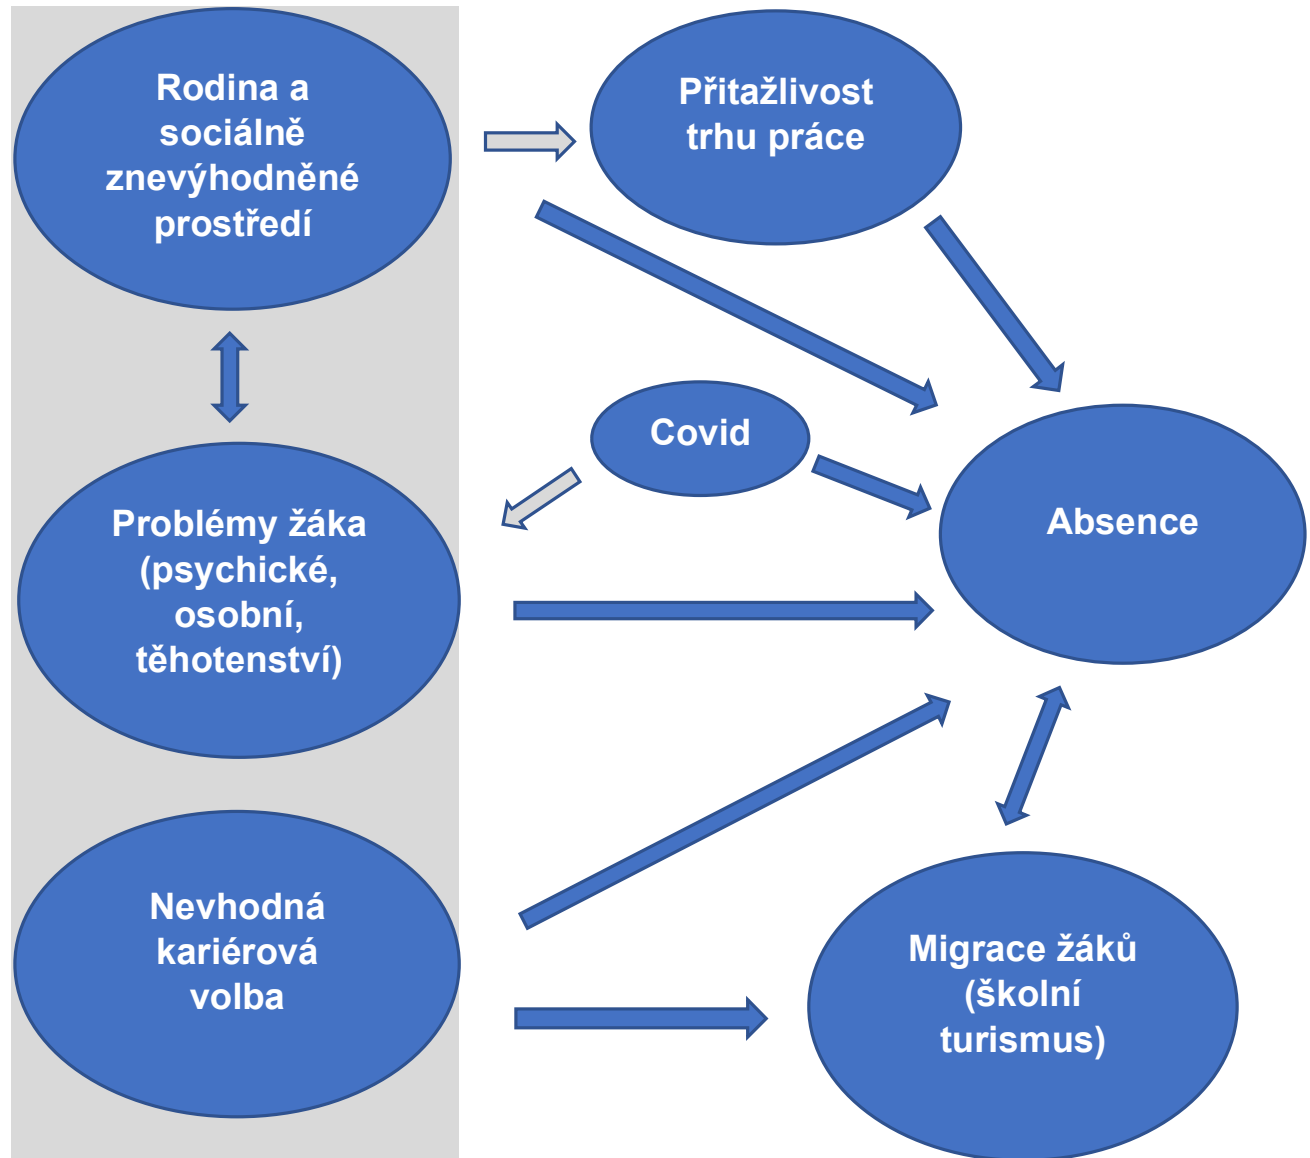 Rodina a
sociálně
znevýhodněné
prostředí
Přitažlivost
trhu práce
Covid
Absence
Problémy žáka
(psychické,
osobní,
těhotenství)
Nevhodná
kariérová
volba
Migrace žáků
(školní
turismus)